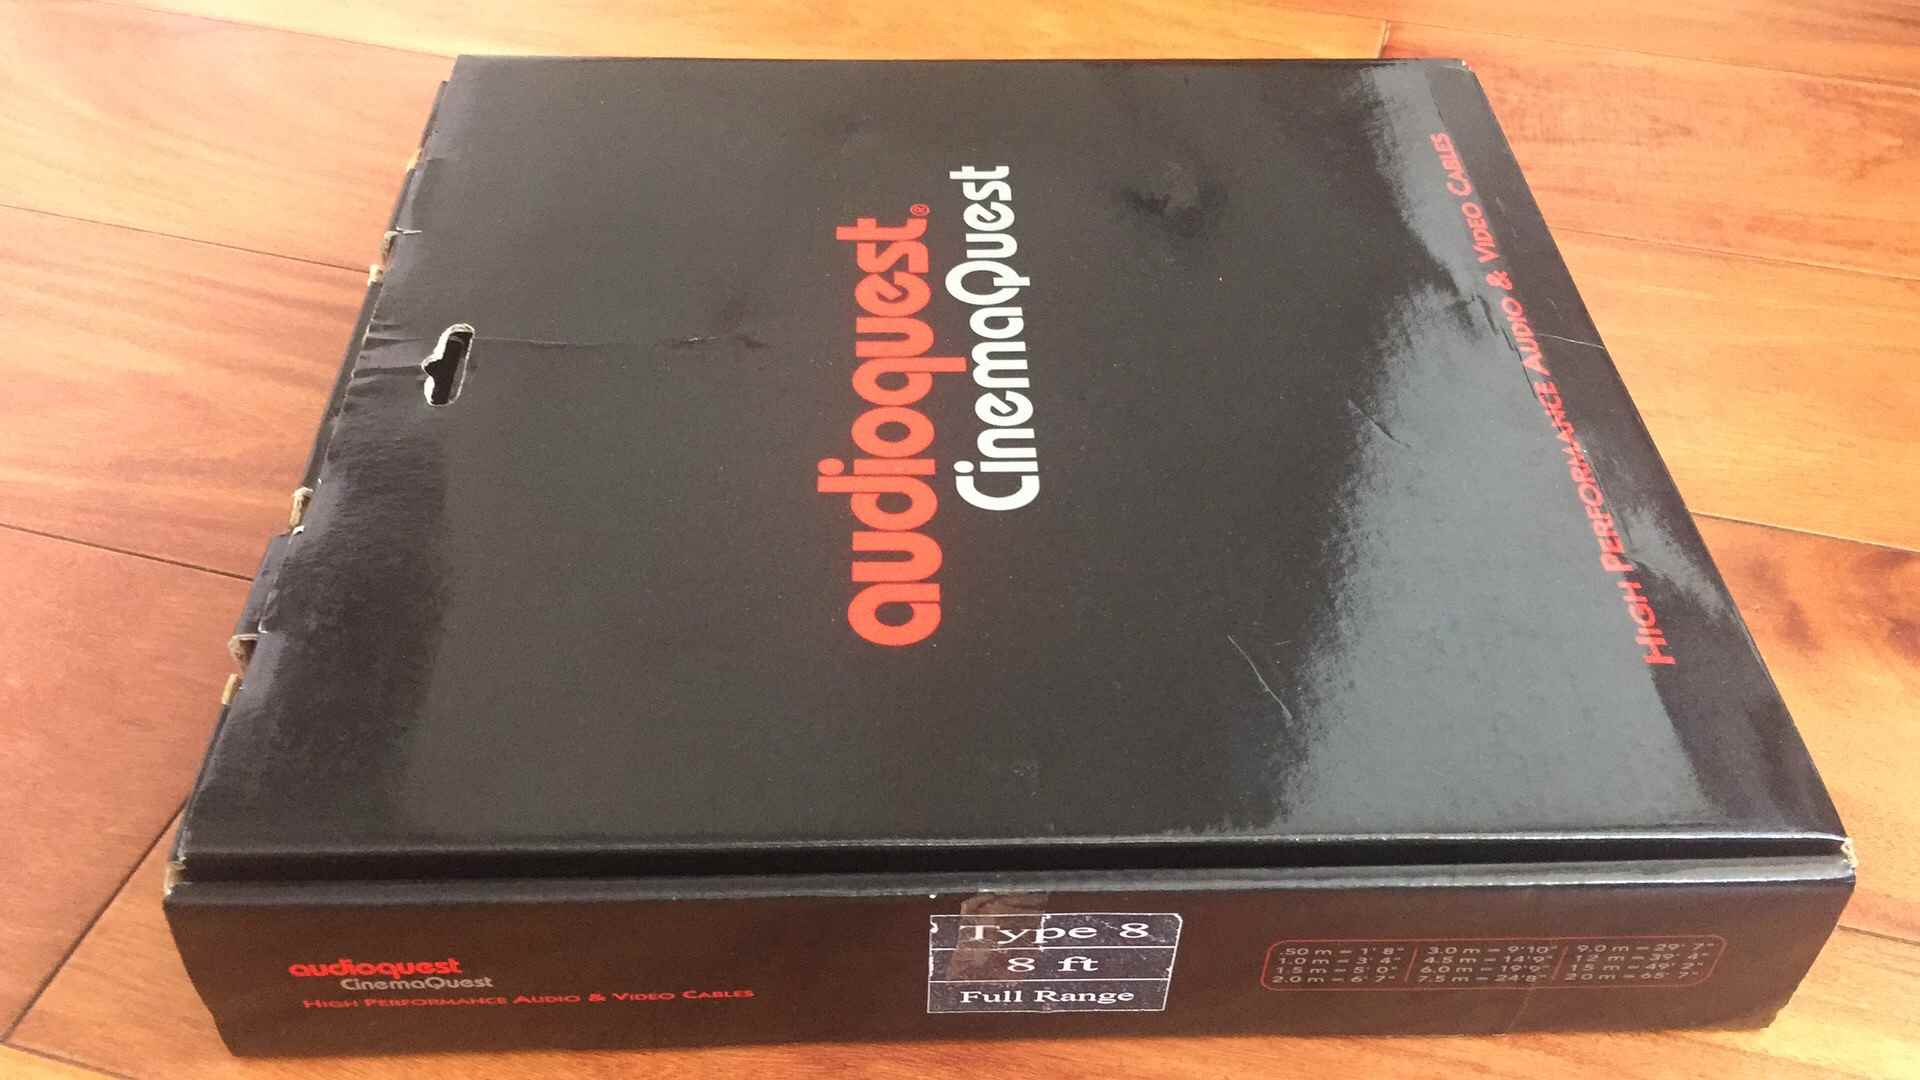 audioquest®
CinemaQuest
HIGH PERFORMANCE AUDIO & VIDEO CABLES
audioquest
CinemaQuest
HIGH PERFORMANCE AUDIO & VIDEO CABLES
Type 8
8 ft
Full Range
.50 m = 1' 8" 3.0 m = 9'10" 9.0 m = 29' 7"
1.0 m = 3' 4" 4.5 m = 14'9" 12 m = 39' 4"
1.5 m = 5' 0" 6.0 m = 19'9" 15 m = 49' 2"
2.0 m = 6' 7" 7.5 m = 24'8" 20 m = 65' 7"